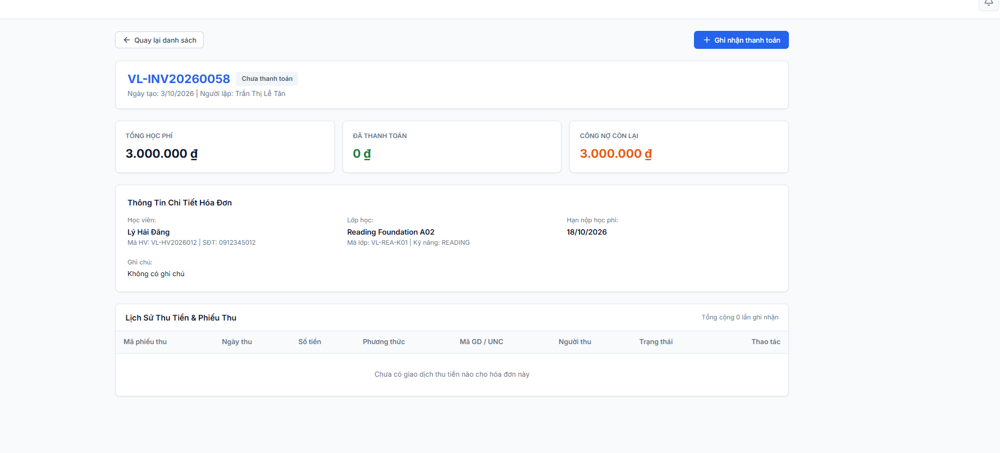 Quay lại danh sách
Ghi nhận thanh toán
VL-INV20260058 Chưa thanh toán
Ngày tạo: 3/10/2026 | Người lập: Trần Thị Lễ Tân
TỔNG HỌC PHÍ
3.000.000 ₫
ĐÃ THANH TOÁN
0 ₫
CÔNG NỢ CÒN LẠI
3.000.000 ₫
Thông Tin Chi Tiết Hóa Đơn
Học viên:
Lý Hải Đăng
Mã HV: VL-HV2026012 | SĐT: 0912345012
Lớp học:
Reading Foundation A02
Mã lớp: VL-REA-K01 | Kỹ năng: READING
Hạn nộp học phí:
18/10/2026
Ghi chú:
Không có ghi chú
Lịch Sử Thu Tiền & Phiếu Thu
Tổng cộng 0 lần ghi nhận
Mã phiếu thu Ngày thu Số tiền Phương thức Mã GD / UNC Người thu Trạng thái Thao tác
Chưa có giao dịch thu tiền nào cho hóa đơn này